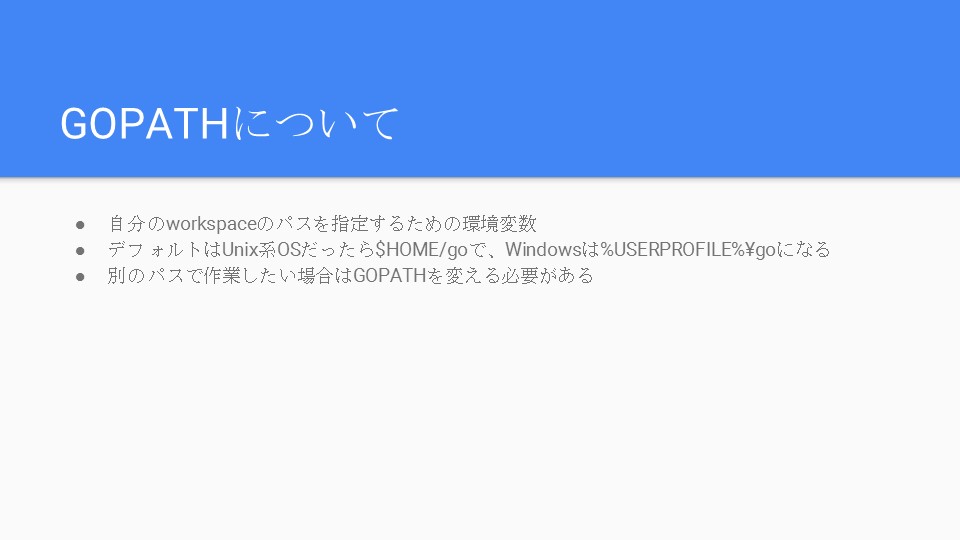 GOPATHについて
● 自分のworkspaceのパスを指定するための環境変数
● デフォルトはUnix系OSだったら$HOME/goで、Windowsは%USERPROFILE%¥goになる
● 別のパスで作業したい場合はGOPATHを変える必要がある